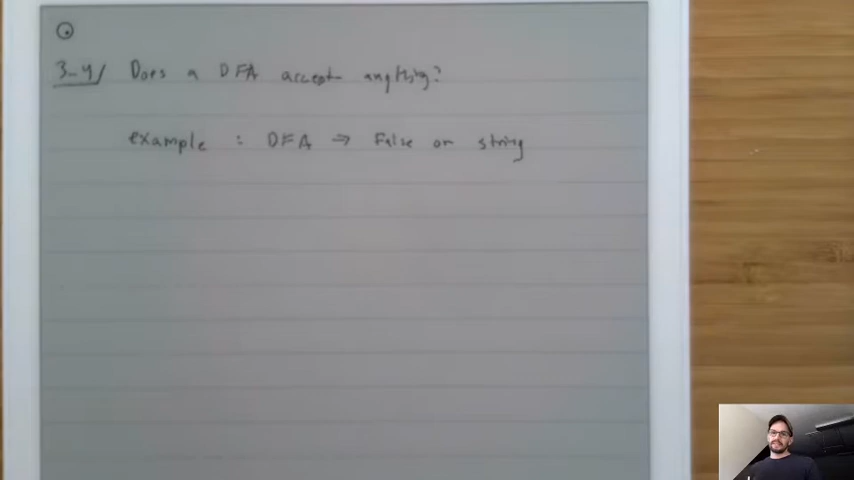 3-4/ Does a DFA accept anything?
example : DFA → False or string